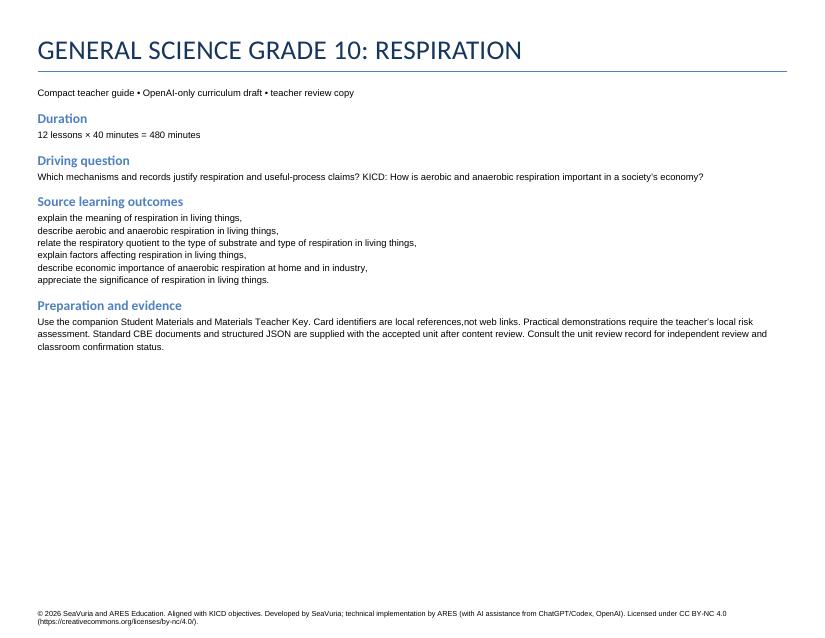 GENERAL SCIENCE GRADE 10: RESPIRATION
Compact teacher guide • OpenAI-only curriculum draft • teacher review copy
Duration
12 lessons × 40 minutes = 480 minutes
Driving question
Which mechanisms and records justify respiration and useful-process claims? KICD: How is aerobic and anaerobic respiration important in a society's economy?
Source learning outcomes
explain the meaning of respiration in living things,
describe aerobic and anaerobic respiration in living things,
relate the respiratory quotient to the type of substrate and type of respiration in living things,
explain factors affecting respiration in living things,
describe economic importance of anaerobic respiration at home and in industry,
appreciate the significance of respiration in living things.
Preparation and evidence
Use the companion Student Materials and Materials Teacher Key. Card identifiers are local references,not web links. Practical demonstrations require the teacher's local risk
assessment. Standard CBE documents and structured JSON are supplied with the accepted unit after content review. Consult the unit review record for independent review and
classroom confirmation status.
© 2026 SeaVuria and ARES Education. Aligned with KICD objectives. Developed by SeaVuria; technical implementation by ARES (with AI assistance from ChatGPT/Codex, OpenAI). Licensed under CC BY-NC 4.0
(https://creativecommons.org/licenses/by-nc/4.0/).